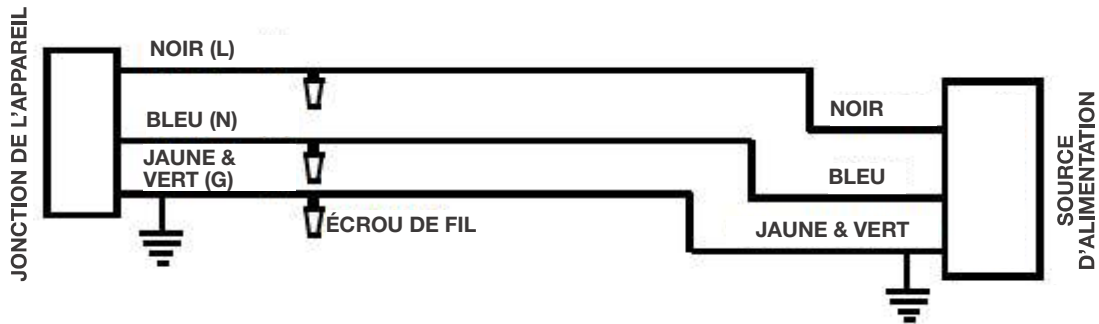 JONCTION DE L'APPAREIL
NOIR (L)
BLEU (N)
JAUNE &
VERT (G)
ÉCROU DE FIL
NOIR
BLEU
JAUNE & VERT
SOURCE
D'ALIMENTATION